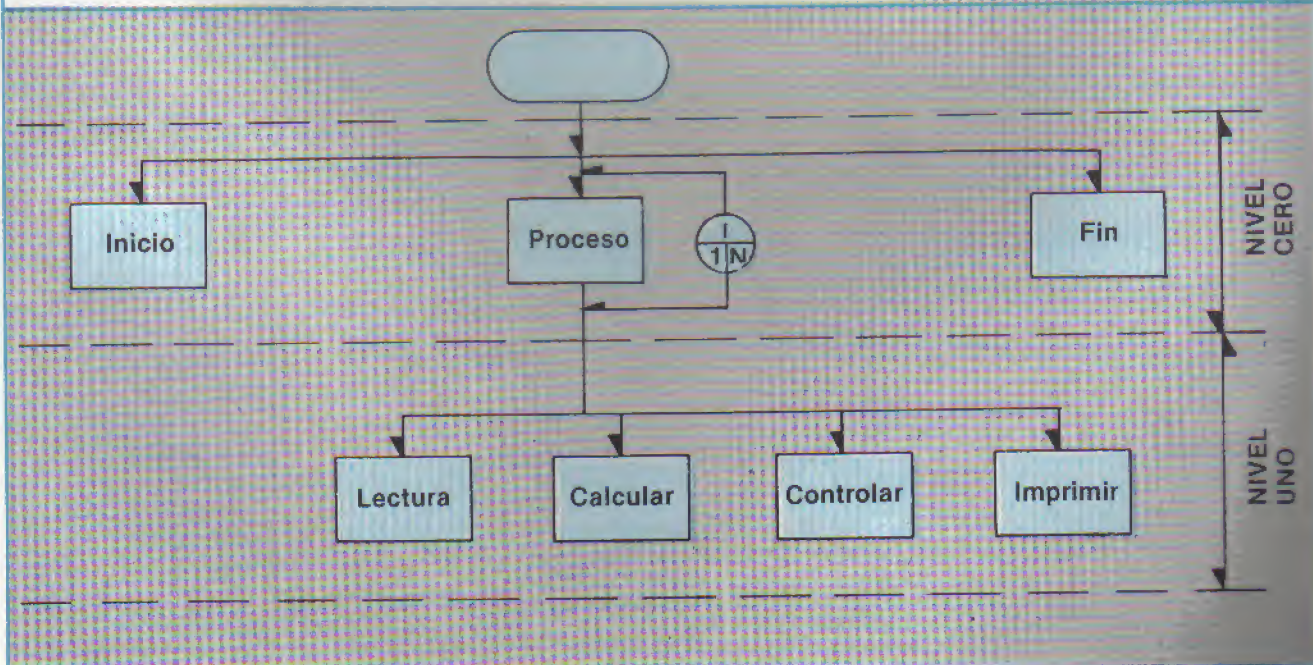 Inicio
Proceso
I
1 N
Fin
NIVEL
CERO
Lectura
Calcular
Controlar
Imprimir
NIVEL
UNO